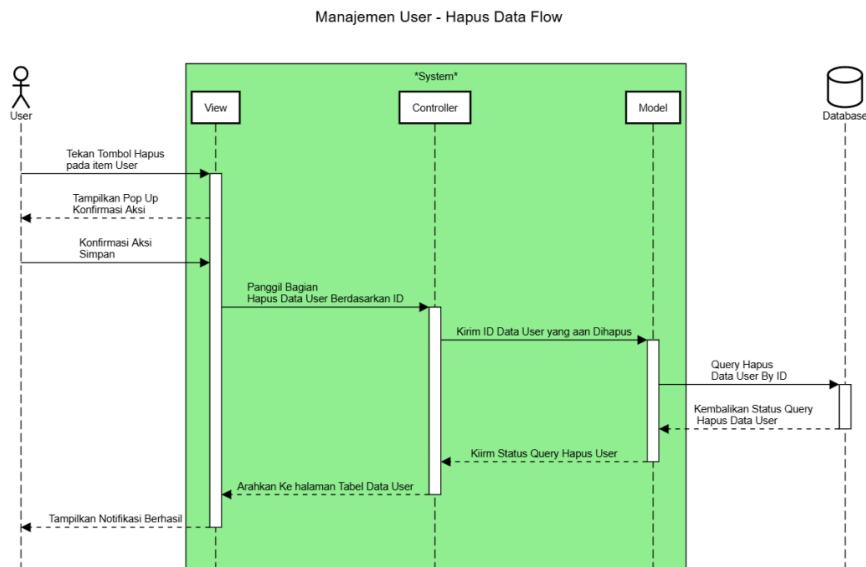 Manajemen User - Hapus Data Flow
*System*
User
View
Controller
Model
Database
Tekan Tombol Hapus
pada item User
Tampilkan Pop Up
Konfirmasi Aksi
Konfirmasi Aksi
Simpan
Panggil Bagian
Hapus Data User Berdasarkan ID
Kirim ID Data User yang aan Dihapus
Query Hapus
Data User By ID
Kembalikan Status Query
Hapus Data User
Kiirm Status Query Hapus User
Arahkan Ke halaman Tabel Data User
Tampilkan Notifikasi Berhasil